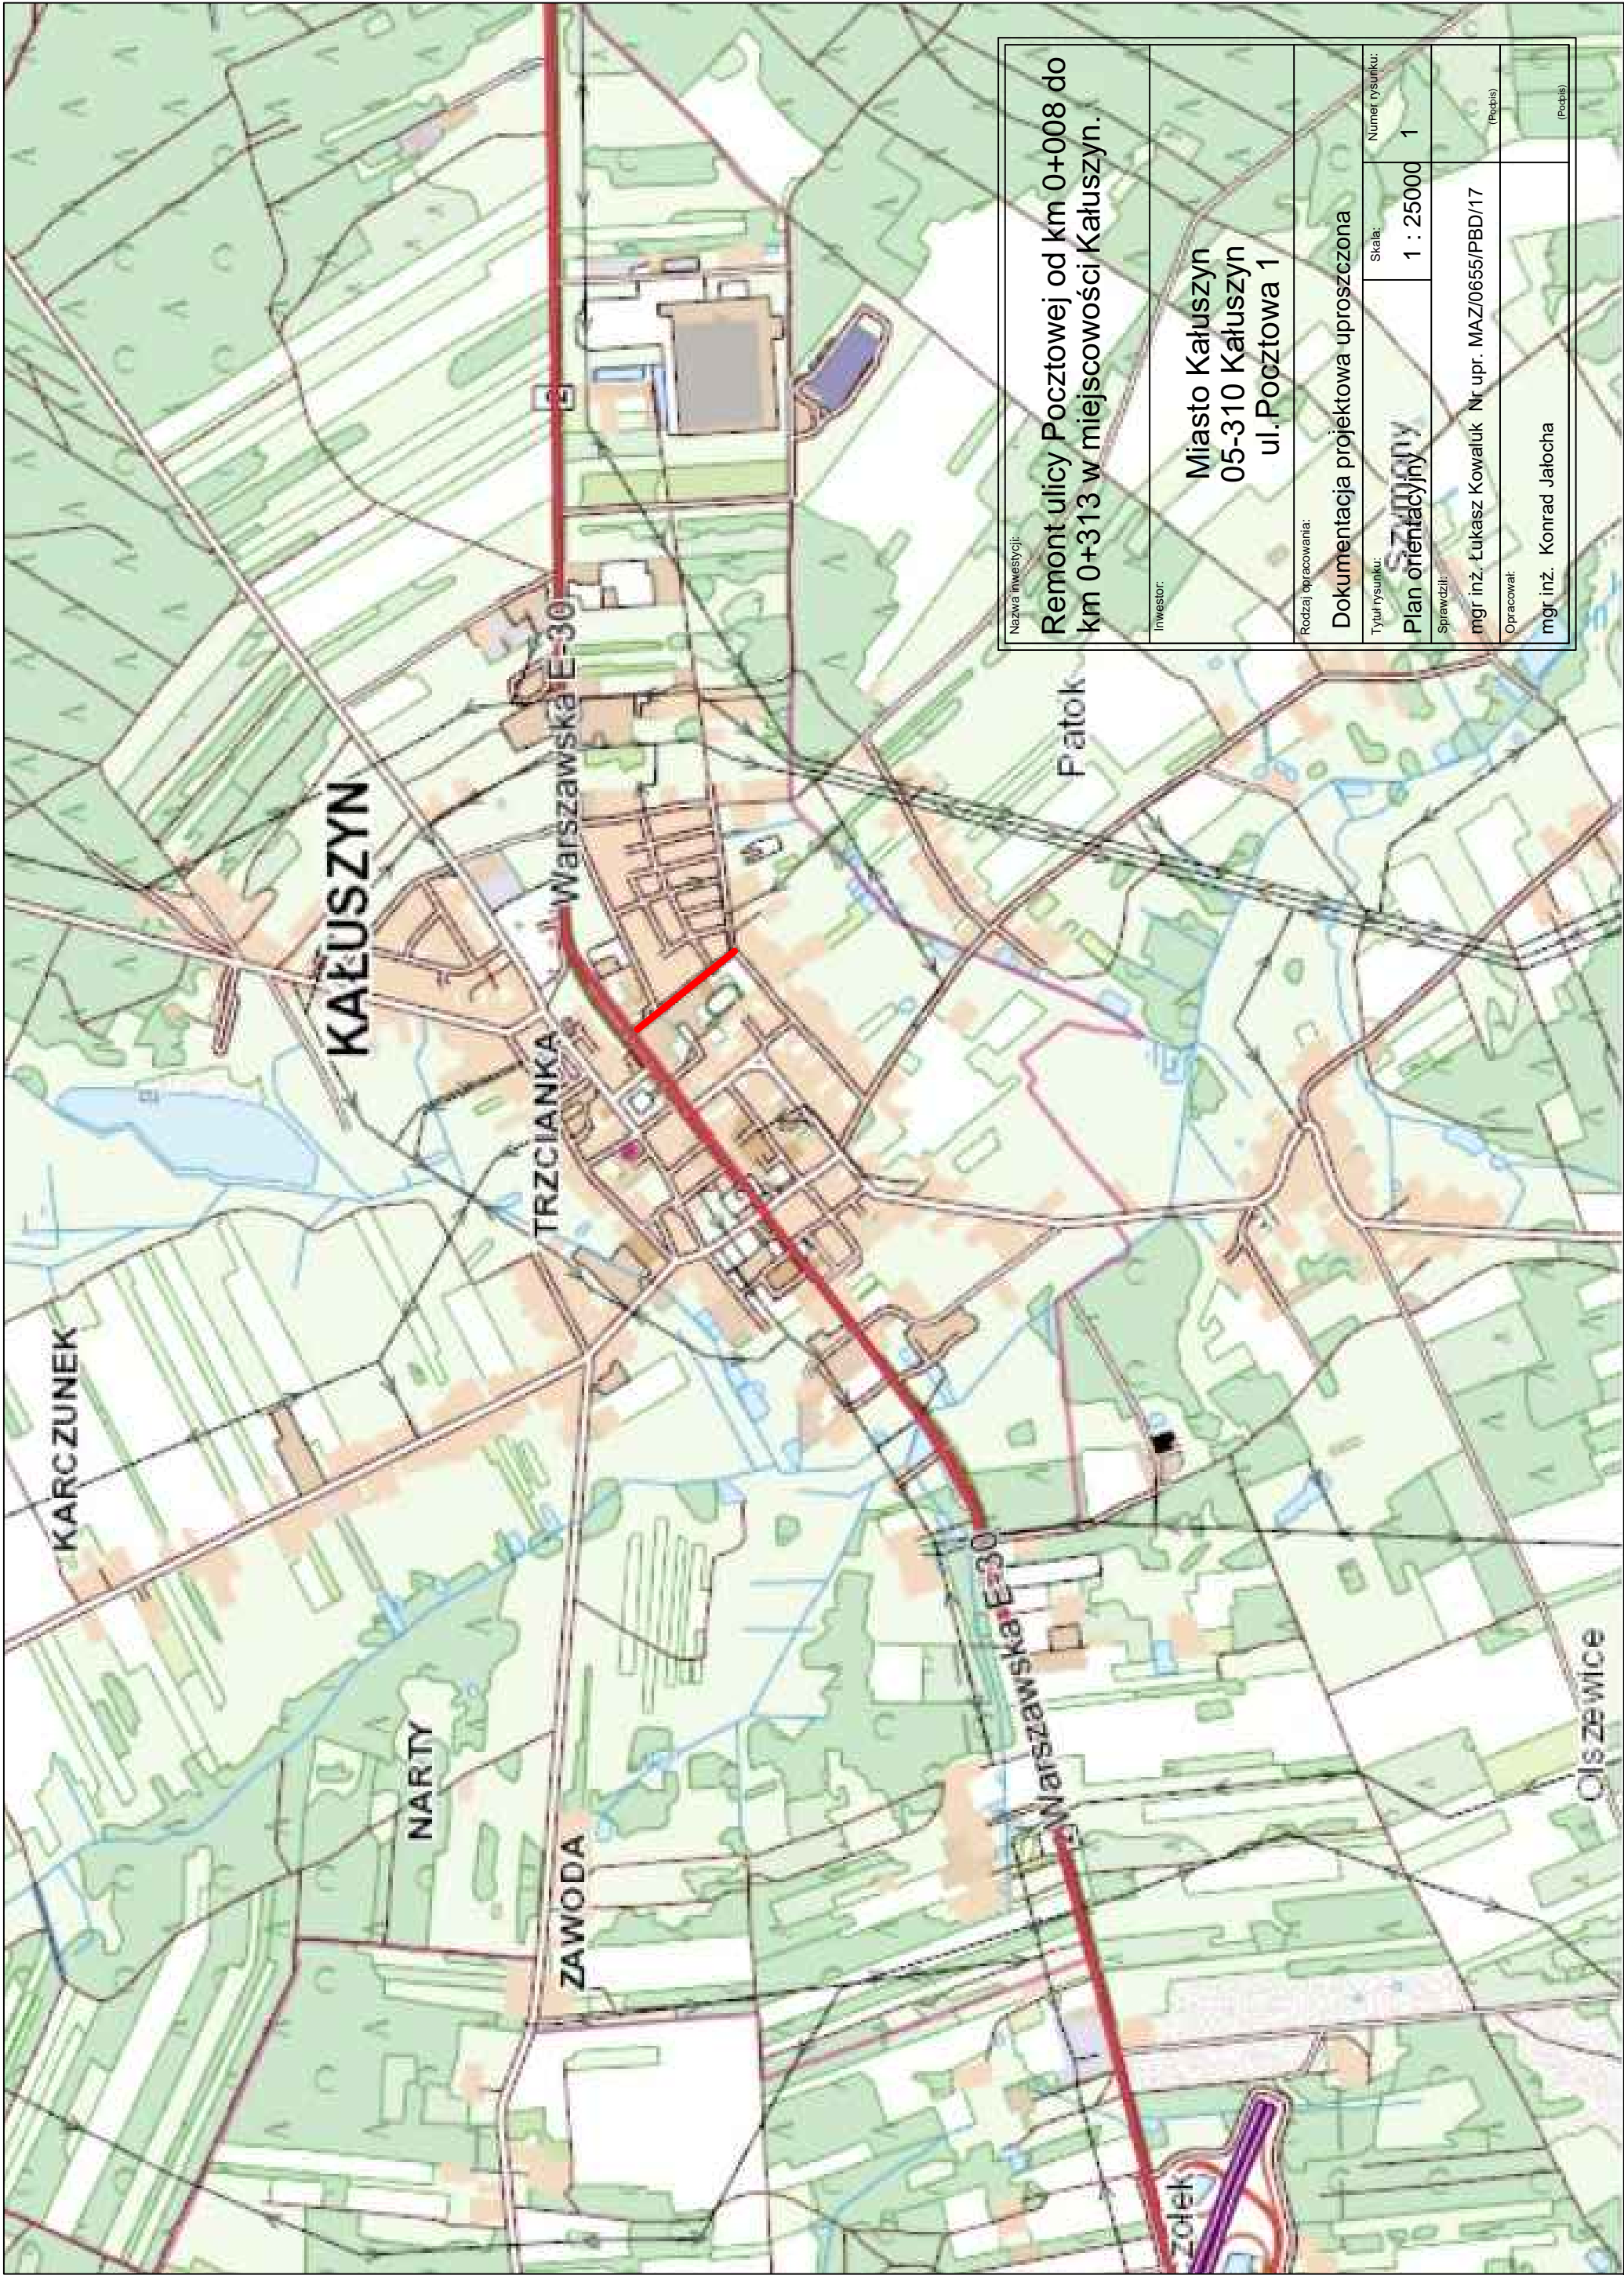 KARCZUNEK
KAŁUSZYN
NARTY
TRZCIANKA
ZAWODA
2
Warszawska E-30
Warszawska E-30
Patok
Olszewice
Szymony
Nazwa inwestycji:
Remont ulicy Pocztowej od km 0+008 do
km 0+313 w miejscowości Kałuszyn.
Inwestor:
Miasto Kałuszyn
05-310 Kałuszyn
ul.Pocztowa 1
Rodzaj opracowania:
Dokumentacja projektowa uproszczona
Tytuł rysunku:
Plan orientacyjny
Skala:
1 : 25000
Numer rysunku:
1
Sprawdził:
mgr inż. Łukasz Kowaluk Nr upr. MAZ/0655/PBD/17
(Podpis)
Opracował:
mgr inż. Konrad Jałocha
(Podpis)